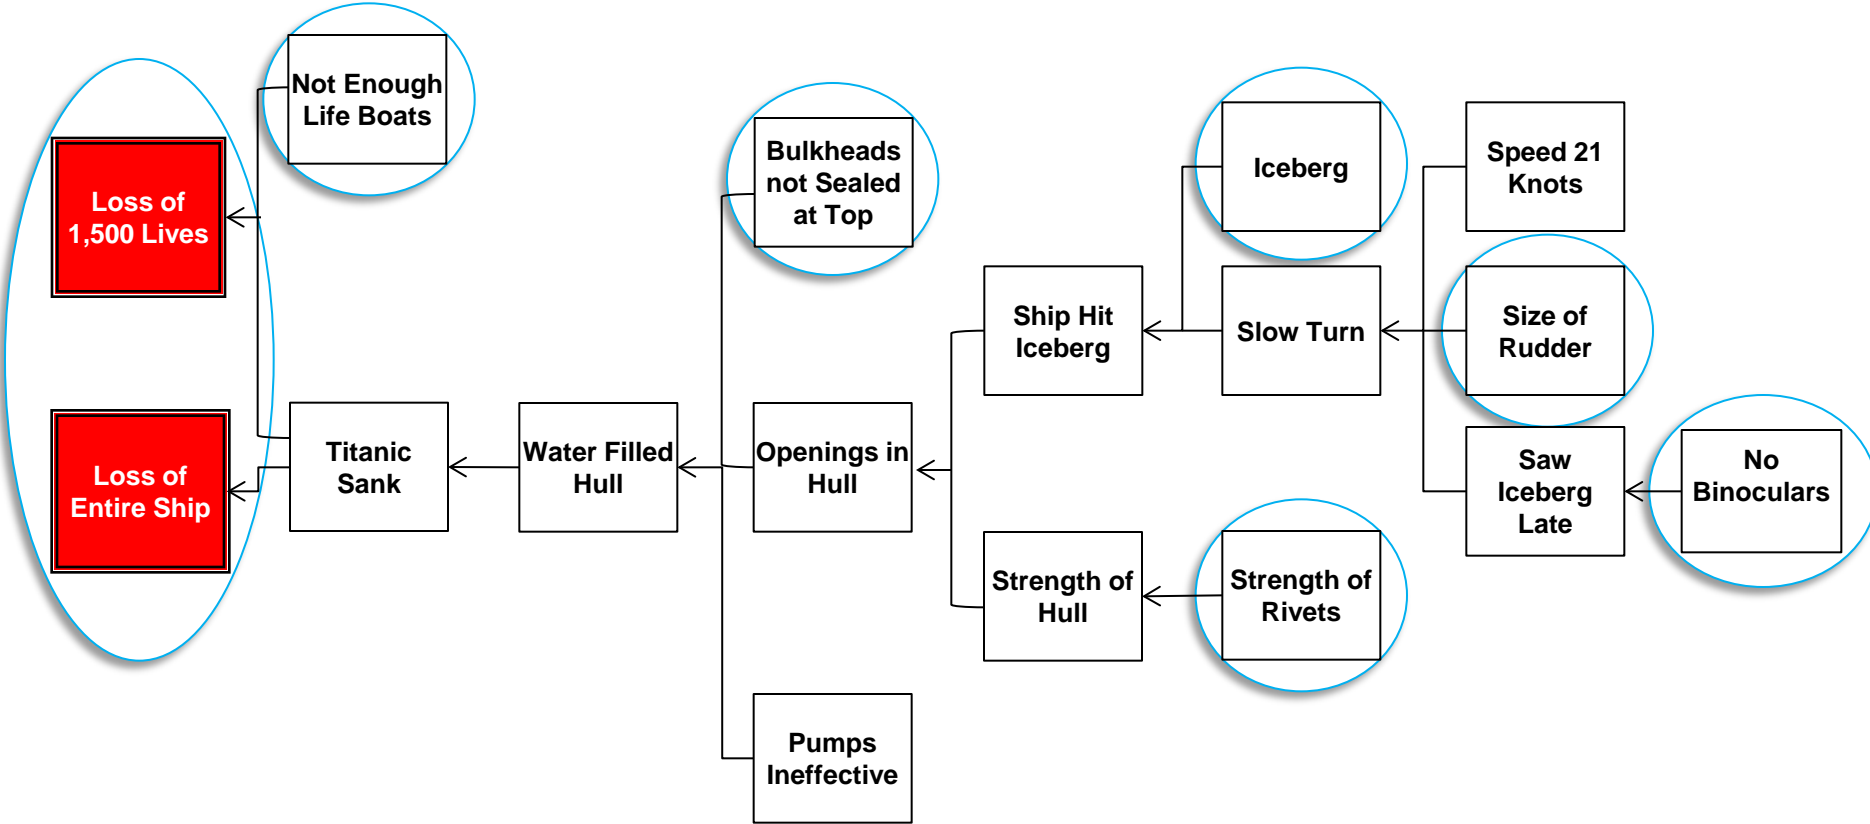 Not Enough
Life Boats
Loss of
1,500 Lives
Loss of
Entire Ship
Titanic
Sank
Water Filled
Hull
Bulkheads
not Sealed
at Top
Openings in
Hull
Pumps
Ineffective
Ship Hit
Iceberg
Strength of
Hull
Iceberg
Slow Turn
Strength of
Rivets
Speed 21
Knots
Size of
Rudder
Saw
Iceberg
Late
No
Binoculars